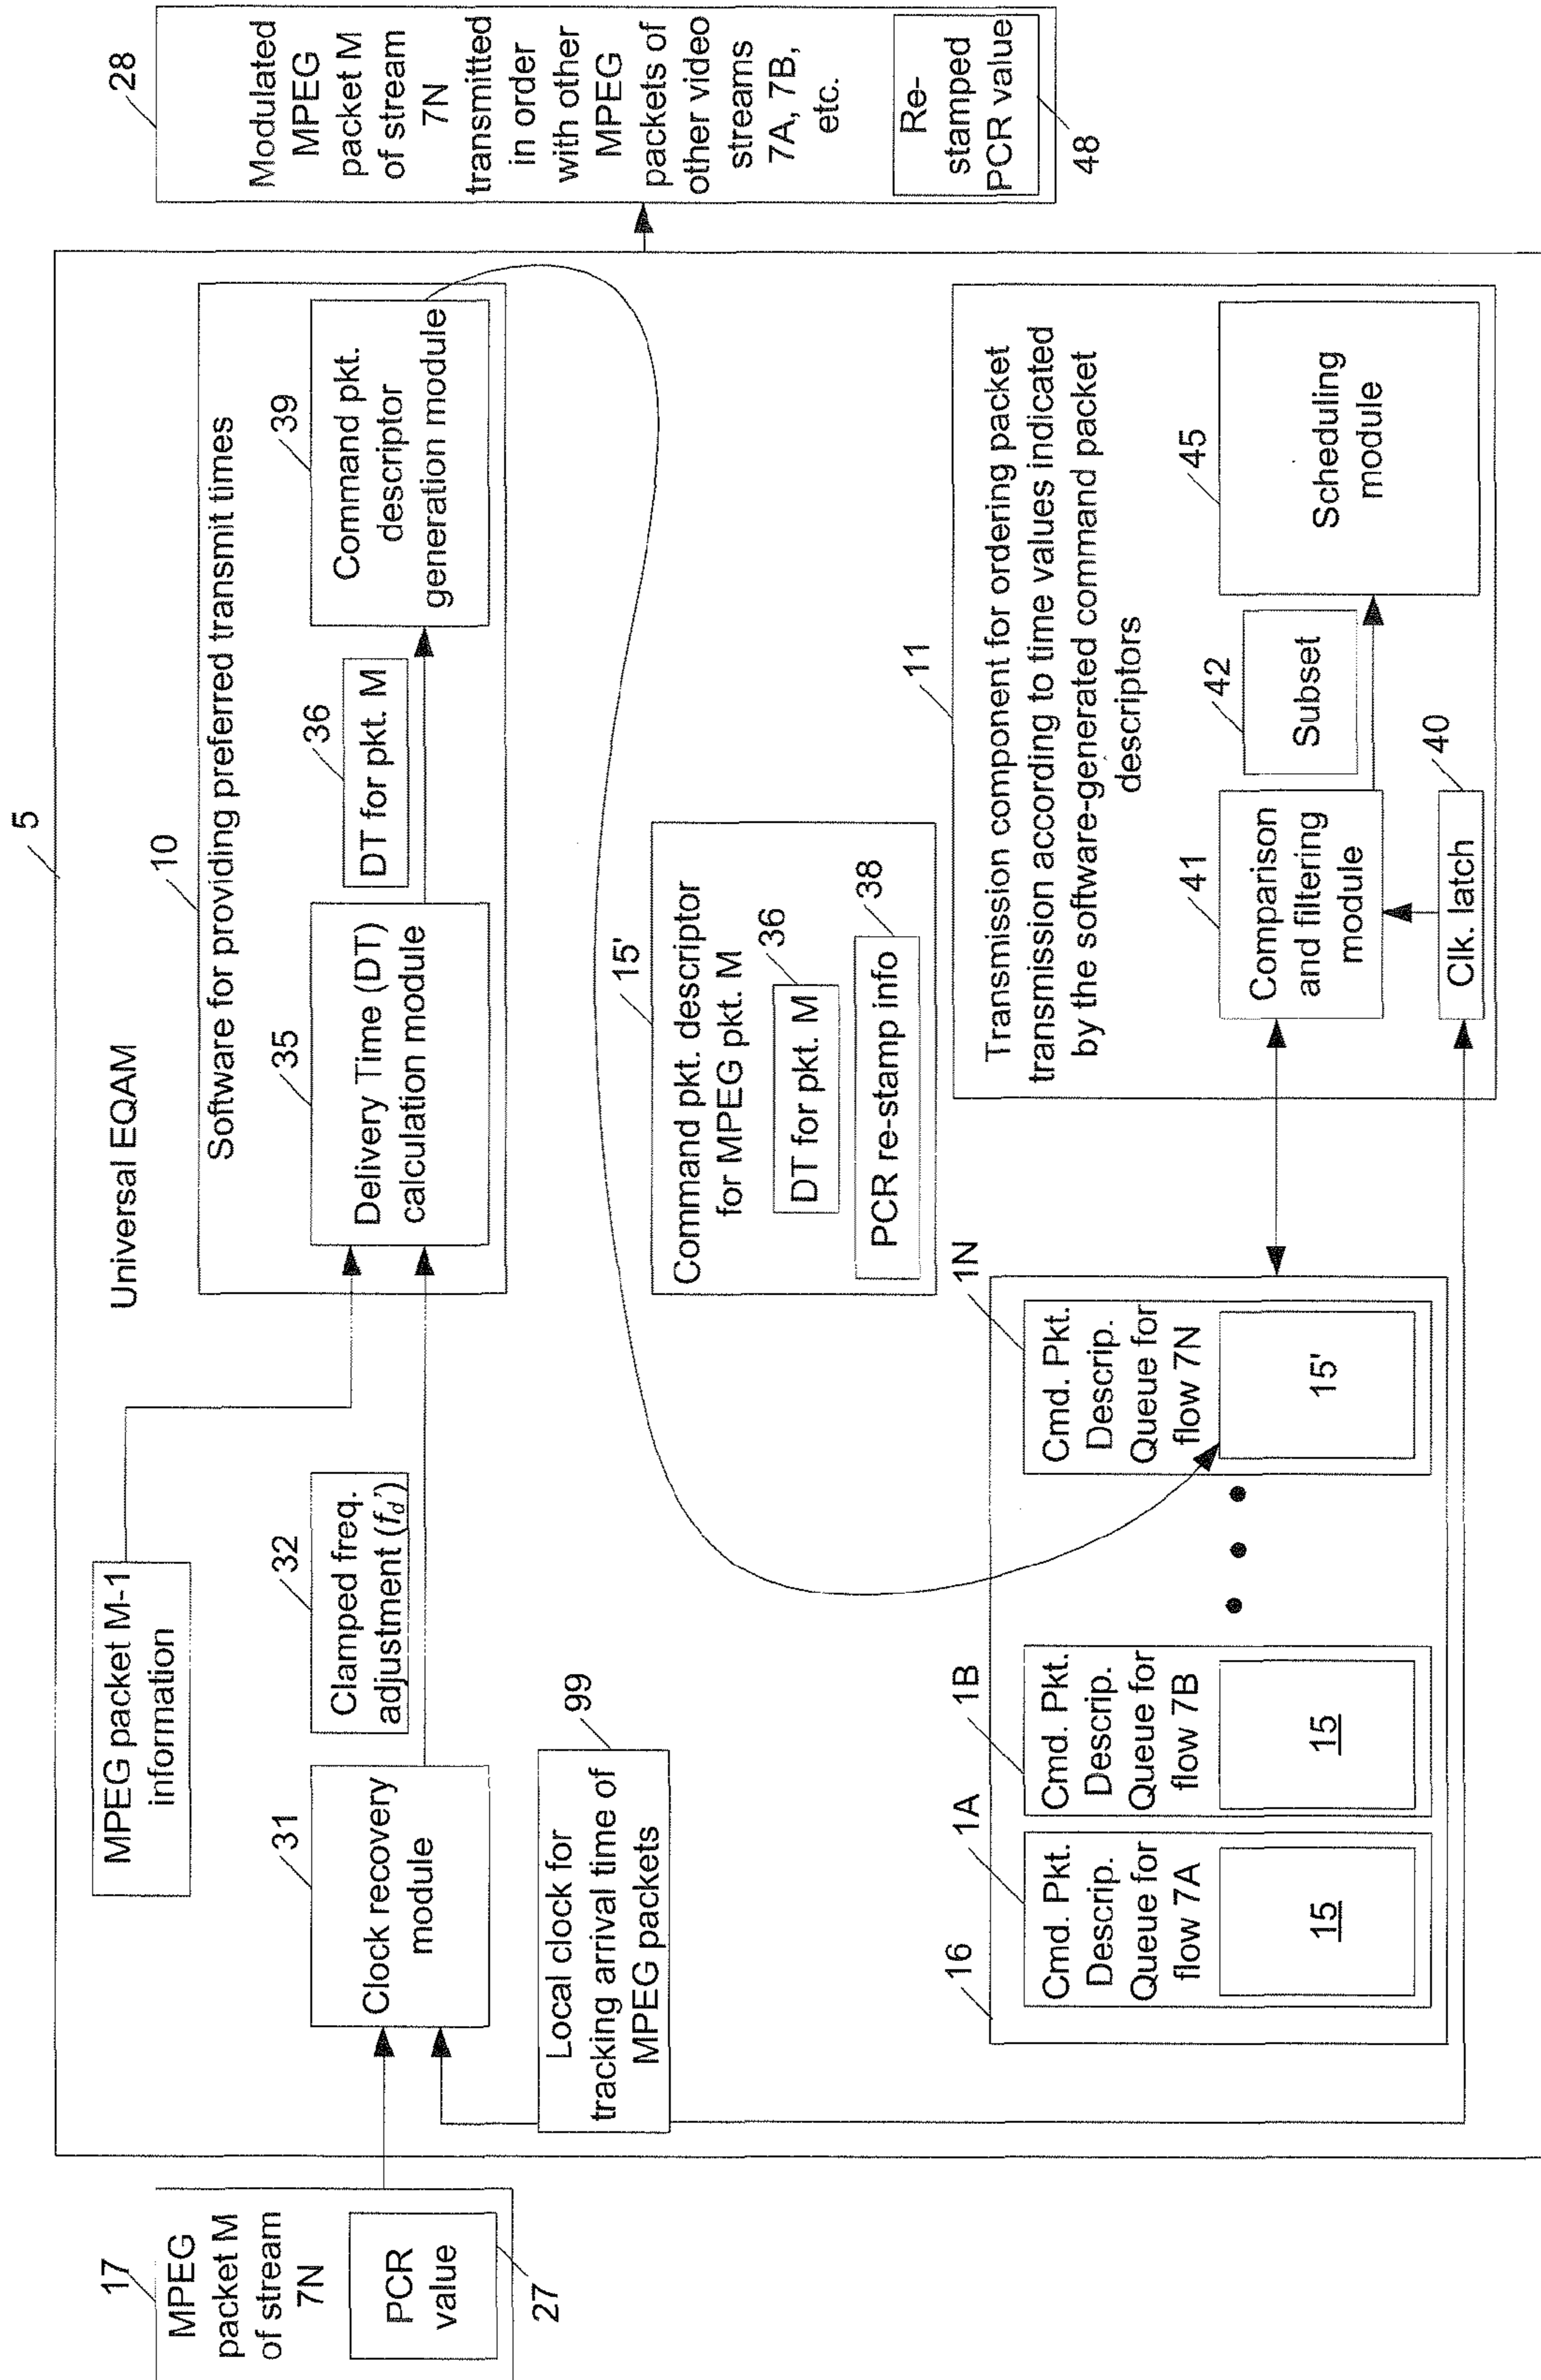 17
MPEG
packet M
of stream
7N
PCR
value
27
5
Universal EQAM
MPEG packet M-1
information
31
Clock recovery
module
32
Clamped freq.
adjustment (fd')
99
Local clock for
tracking arrival time of
MPEG packets
10
Software for providing preferred transmit times
35
Delivery Time (DT)
calculation module
36
DT for pkt. M
39
Command pkt.
descriptor
generation module
15'
Command pkt. descriptor
for MPEG pkt. M
36
DT for pkt. M
38
PCR re-stamp info
16
1A
Cmd. Pkt.
Descrip.
Queue for
flow 7A
15
1B
Cmd. Pkt.
Descrip.
Queue for
flow 7B
15
1N
Cmd. Pkt.
Descrip.
Queue for
flow 7N
15'
11
Transmission component for ordering packet
transmission according to time values indicated
by the software-generated command packet
descriptors
41
Comparison
and filtering
module
42
Subset
40
Clk. latch
45
Scheduling
module
28
Modulated
MPEG
packet M
of stream
7N
transmitted
in order
with other
MPEG
packets of
other video
streams
7A, 7B,
etc.
Re-
stamped
PCR value
48